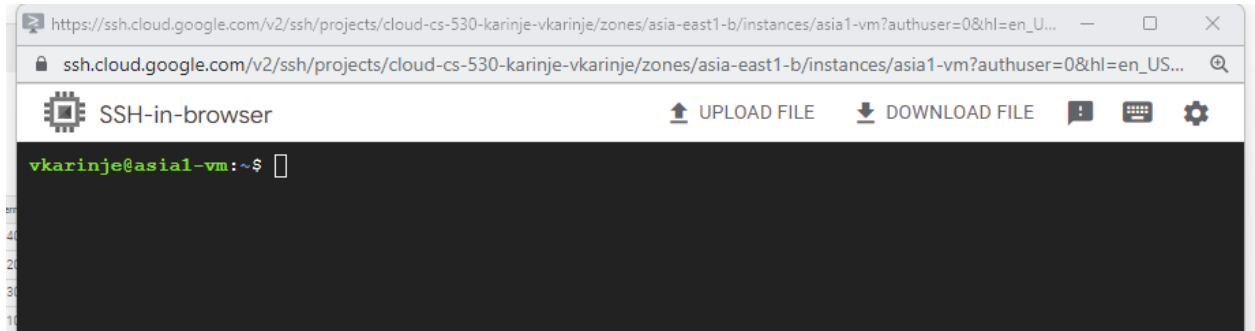 https://ssh.cloud.google.com/v2/ssh/projects/cloud-cs-530-karinje-vkarinje/zones/asia-east1-b/instances/asia1-vm?authuser=0&hl=en_U...
ssh.cloud.google.com/v2/ssh/projects/cloud-cs-530-karinje-vkarinje/zones/asia-east1-b/instances/asia1-vm?authuser=0&hl=en_US...
SSH-in-browser UPLOAD FILE DOWNLOAD FILE
vkarinje@asia1-vm:~$